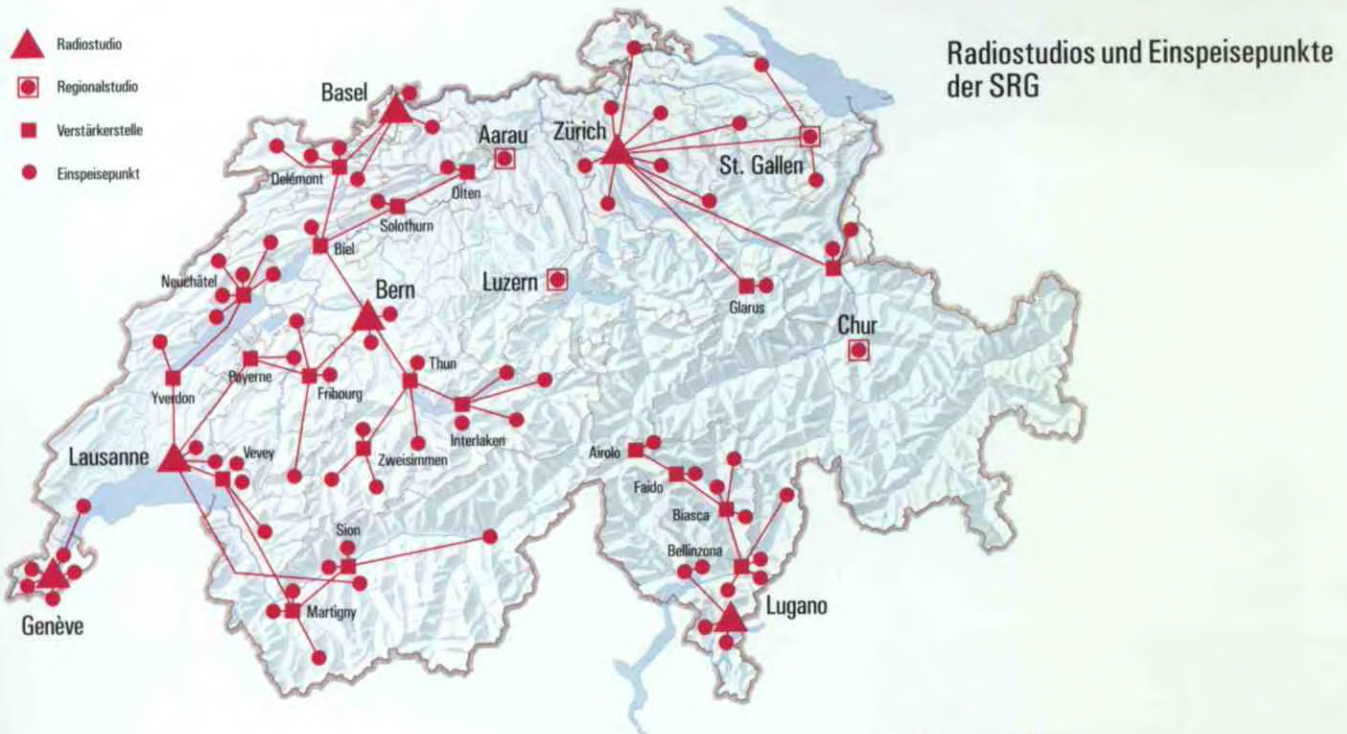 Radiostudios und Einspeisepunkte
der SRG
Radiostudio
Regionalstudio
Verstärkerstelle
Einspeisepunkt
Basel
Aarau
Zürich
St. Gallen
Delémont
Olten
Solothurn
Biel
Neuchâtel
Luzern
Bern
Glarus
Chur
Payerne
Thun
Yverdon
Fribourg
Interlaken
Lausanne
Vevey
Zweisimmen
Airolo
Faido
Biasca
Sion
Bellinzona
Martigny
Lugano
Genève